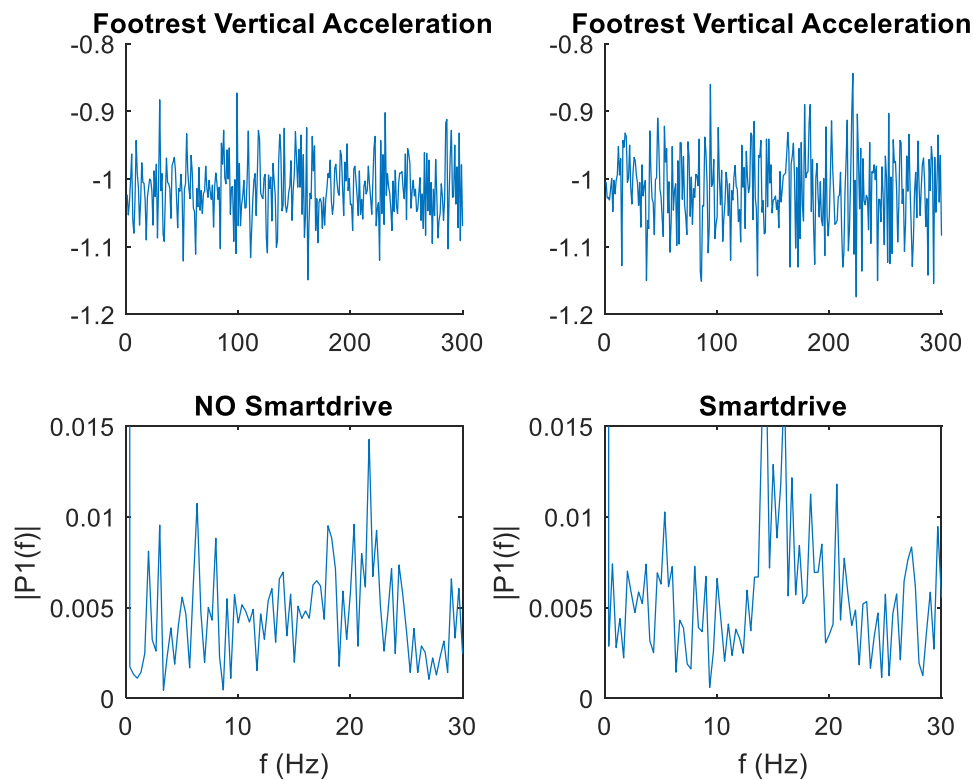 Footrest Vertical Acceleration
-0.8
-0.9
-1
-1.1
-1.2
0 100 200 300
Footrest Vertical Acceleration
-0.8
-0.9
-1
-1.1
-1.2
0 100 200 300
NO Smartdrive
0.015
0.01
0.005
0
|P1(f)|
0 10 20 30
f (Hz)
Smartdrive
0.015
0.01
0.005
0
|P1(f)|
0 10 20 30
f (Hz)